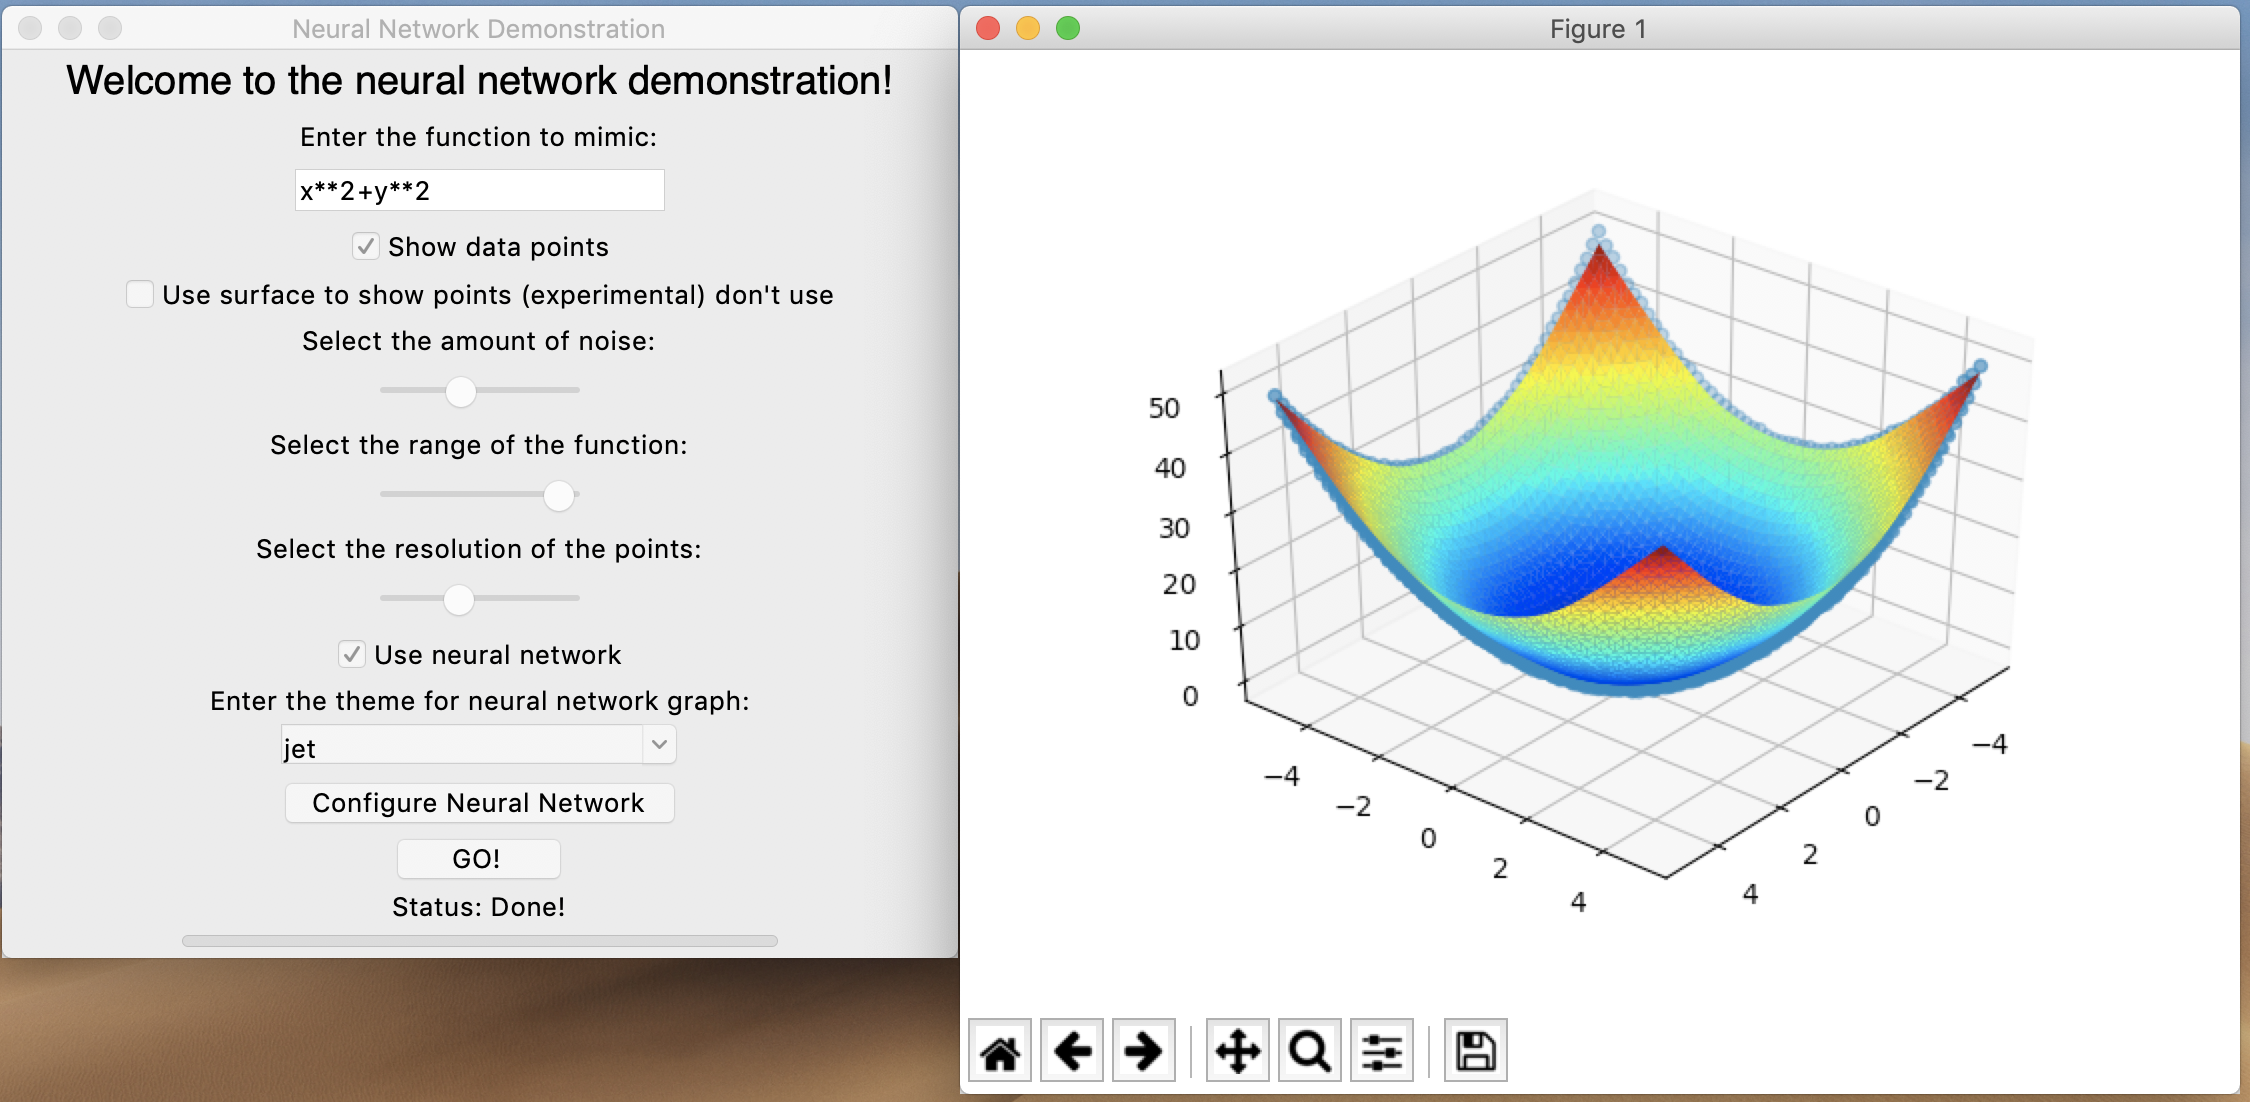 Neural Network Demonstration
Welcome to the neural network demonstration!
Enter the function to mimic:
x**2+y**2
Show data points
Use surface to show points (experimental) don't use
Select the amount of noise:
Select the range of the function:
Select the resolution of the points:
Use neural network
Enter the theme for neural network graph:
jet
Configure Neural Network
GO!
Status: Done!
Figure 1
50
40
30
20
10
0
−4
−2
0
2
4
4
2
0
−2
−4